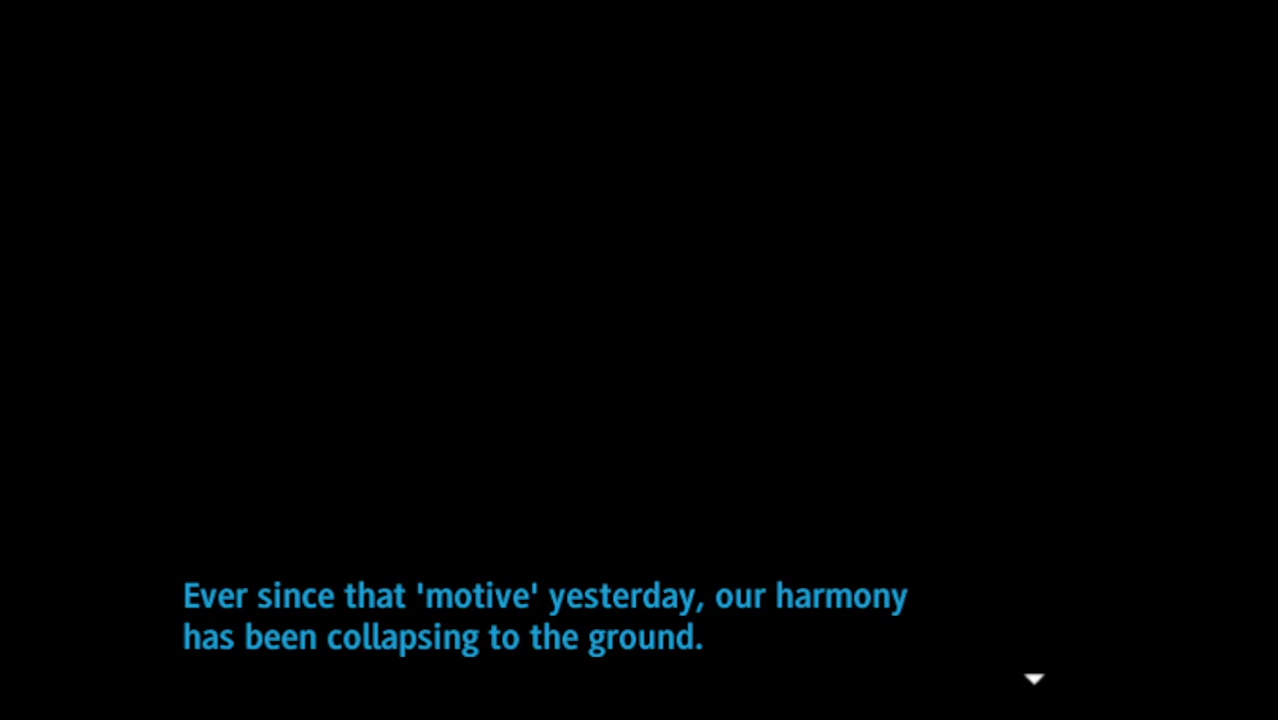 Ever since that 'motive' yesterday, our harmony
has been collapsing to the ground.